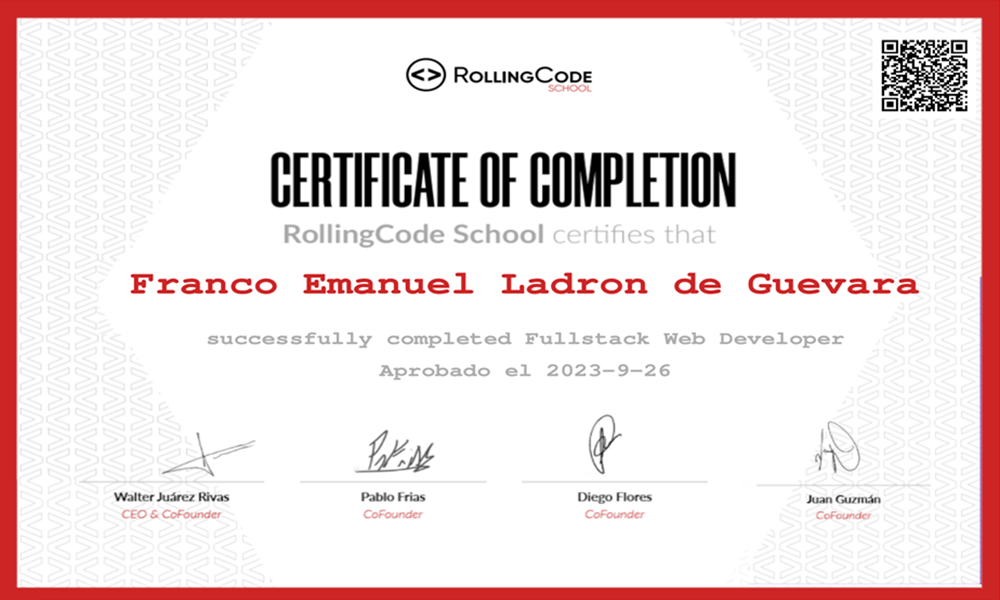 <> ROLLINGCODE
SCHOOL
CERTIFICATE OF COMPLETION
RollingCode School certifies that
Franco Emanuel Ladron de Guevara
successfully completed Fullstack Web Developer
Aprobado el 2023-9-26
Walter Juárez Rivas
CEO & CoFounder
Pablo Frias
CoFounder
Diego Flores
CoFounder
Juan Guzmán
CoFounder